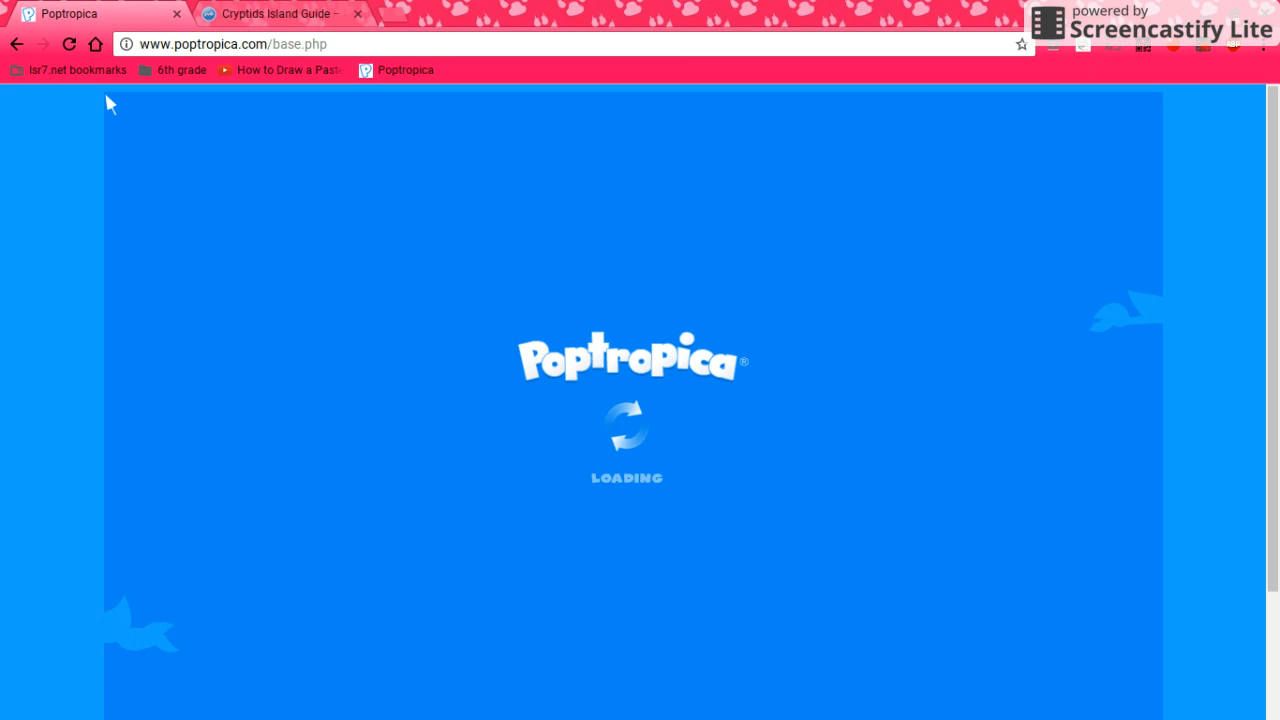 Poptropica
Cryptids Island Guide –
powered by
Screencastify Lite
www.poptropica.com/base.php
lsr7.net bookmarks
6th grade
How to Draw a Paste
Poptropica
Poptropica®
LOADING